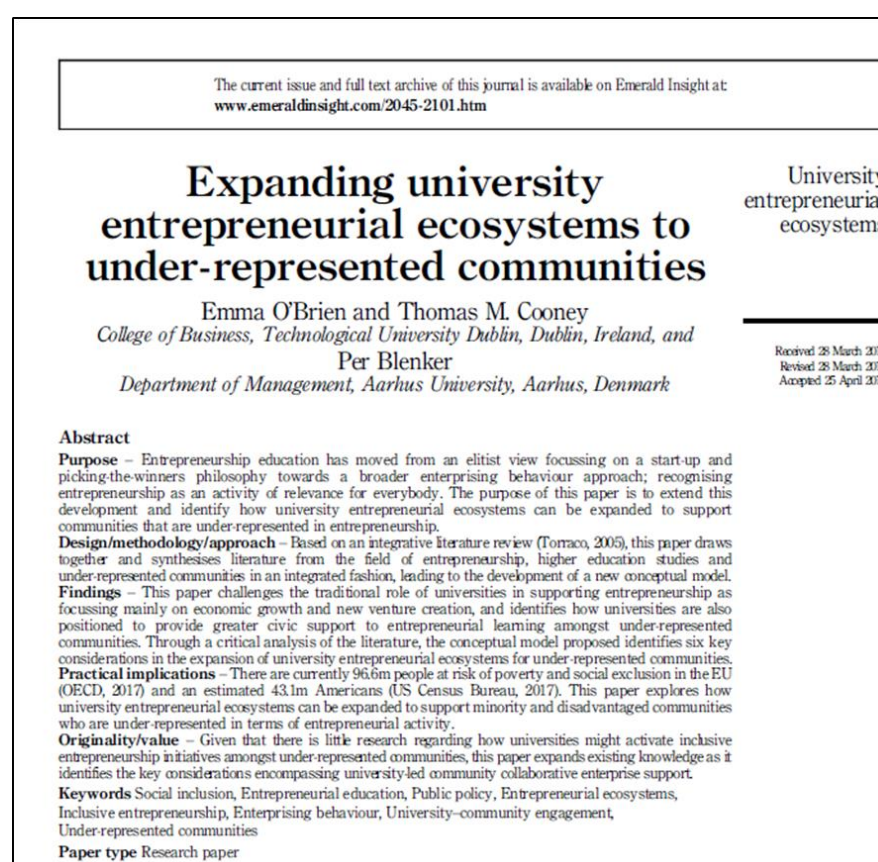 The current issue and full text archive of this journal is available on Emerald Insight at:
www.emeraldinsight.com/2045-2101.htm
Expanding university
entrepreneurial ecosystems to
under-represented communities
Emma O'Brien and Thomas M. Cooney
College of Business, Technological University Dublin, Dublin, Ireland, and
Per Blenker
Department of Management, Aarhus University, Aarhus, Denmark
University
entrepreneurial
ecosystems
Received 28 March 20
Revised 28 March 20
Accepted 25 April 20
Abstract
Purpose – Entrepreneurship education has moved from an elitist view focussing on a start-up and
picking-the-winners philosophy towards a broader enterprising behaviour approach; recognising
entrepreneurship as an activity of relevance for everybody. The purpose of this paper is to extend this
development and identify how university entrepreneurial ecosystems can be expanded to support
communities that are under-represented in entrepreneurship.
Design/methodology/approach – Based on an integrative literature review (Torraco, 2005), this paper draws
together and synthesises literature from the field of entrepreneurship, higher education studies and
under-represented communities in an integrated fashion, leading to the development of a new conceptual model.
Findings – This paper challenges the traditional role of universities in supporting entrepreneurship as
focussing mainly on economic growth and new venture creation, and identifies how universities are also
positioned to provide greater civic support to entrepreneurial learning amongst under-represented
communities. Through a critical analysis of the literature, the conceptual model proposed identifies six key
considerations in the expansion of university entrepreneurial ecosystems for under-represented communities.
Practical implications – There are currently 96.6m people at risk of poverty and social exclusion in the EU
(OECD, 2017) and an estimated 43.1m Americans (US Census Bureau, 2017). This paper explores how
university entrepreneurial ecosystems can be expanded to support minority and disadvantaged communities
who are under-represented in terms of entrepreneurial activity.
Originality/value – Given that there is little research regarding how universities might activate inclusive
entrepreneurship initiatives amongst under-represented communities, this paper expands existing knowledge as it
identifies the key considerations encompassing university-led community collaborative enterprise support.
Keywords Social inclusion, Entrepreneurial education, Public policy, Entrepreneurial ecosystems,
Inclusive entrepreneurship, Enterprising behaviour, University–community engagement,
Under-represented communities
Paper type Research paper